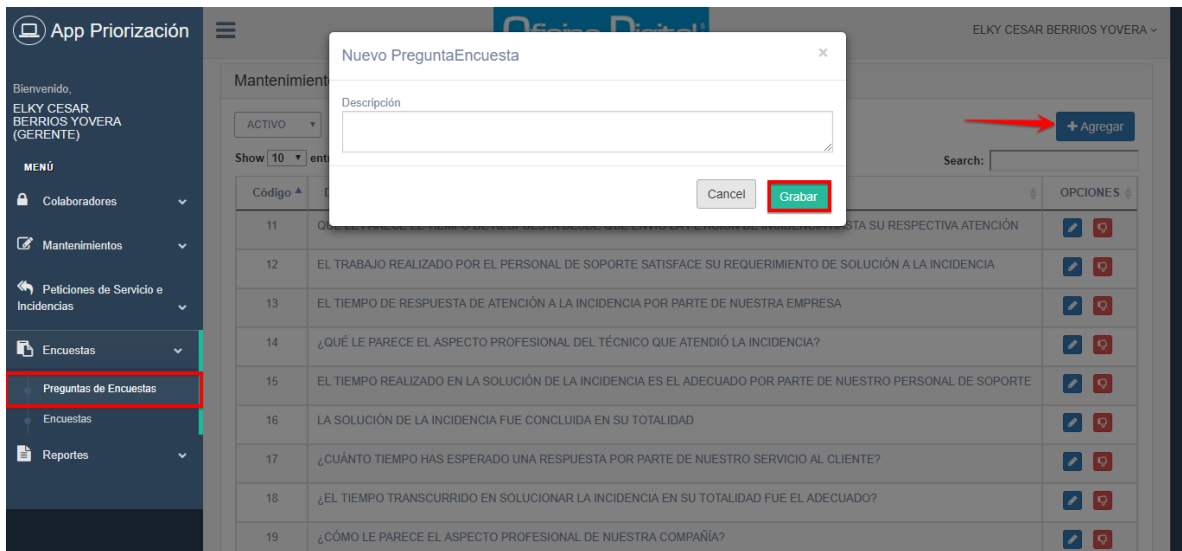 App Priorización
Oficina Digital
ELKY CESAR BERRIOS YOVERA
Bienvenido,
ELKY CESAR
BERRIOS YOVERA
(GERENTE)
MENÚ
Colaboradores
Mantenimientos
Peticiones de Servicio e
Incidencias
Encuestas
Preguntas de Encuestas
Encuestas
Reportes
Nuevo PreguntaEncuesta ×
Descripción
Cancel Grabar
Mantenimient
ACTIVO
+ Agregar
Show 10 Search:
Código OPCIONES
11 STA SU RESPECTIVA ATENCIÓN
12 EL TRABAJO REALIZADO POR EL PERSONAL DE SOPORTE SATISFACE SU REQUERIMIENTO DE SOLUCIÓN A LA INCIDENCIA
13 EL TIEMPO DE RESPUESTA DE ATENCIÓN A LA INCIDENCIA POR PARTE DE NUESTRA EMPRESA
14 ¿QUÉ LE PARECE EL ASPECTO PROFESIONAL DEL TÉCNICO QUE ATENDIÓ LA INCIDENCIA?
15 EL TIEMPO REALIZADO EN LA SOLUCIÓN DE LA INCIDENCIA ES EL ADECUADO POR PARTE DE NUESTRO PERSONAL DE SOPORTE
16 LA SOLUCIÓN DE LA INCIDENCIA FUE CONCLUIDA EN SU TOTALIDAD
17 ¿CUÁNTO TIEMPO HAS ESPERADO UNA RESPUESTA POR PARTE DE NUESTRO SERVICIO AL CLIENTE?
18 ¿EL TIEMPO TRANSCURRIDO EN SOLUCIONAR LA INCIDENCIA EN SU TOTALIDAD FUE EL ADECUADO?
19 ¿CÓMO LE PARECE EL ASPECTO PROFESIONAL DE NUESTRA COMPAÑÍA?